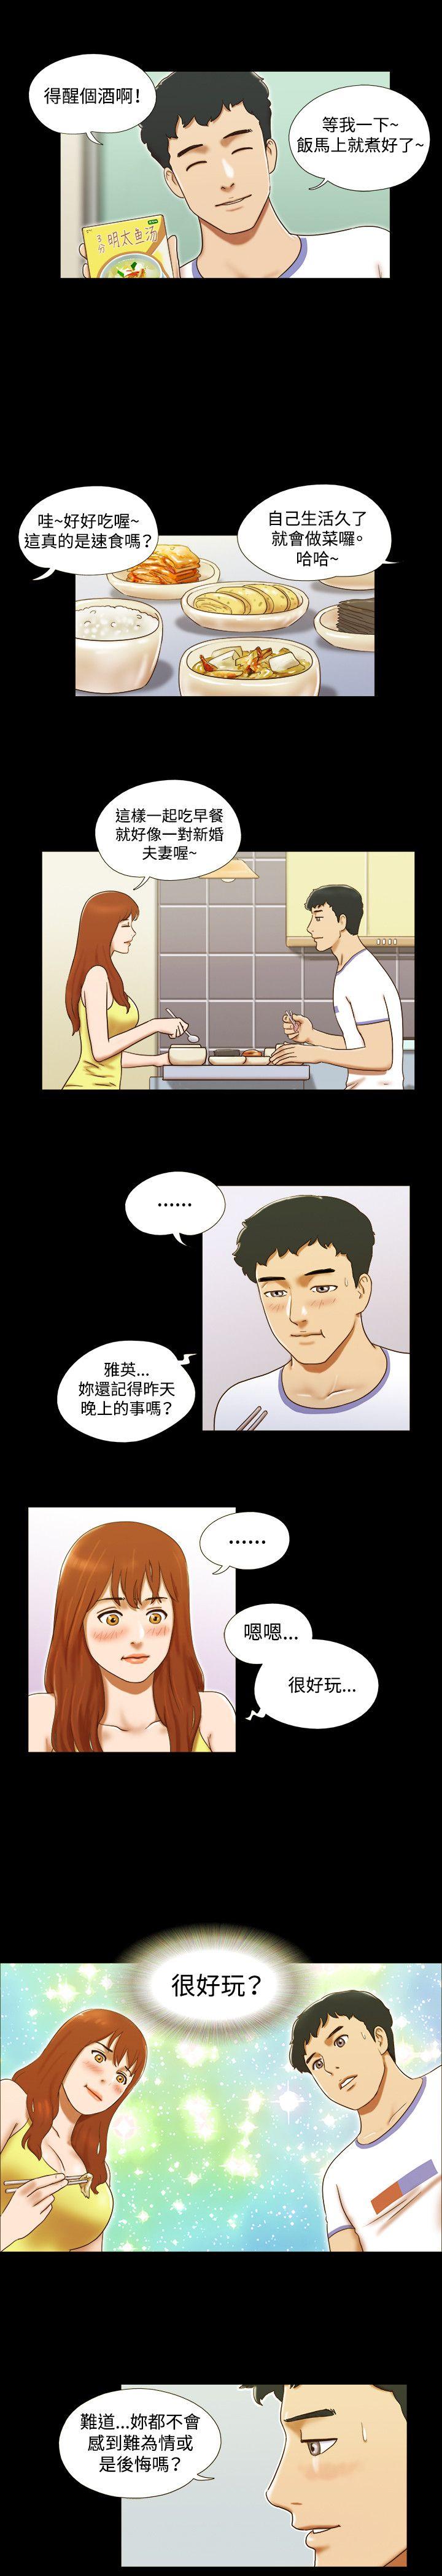 得醒個酒啊！
等我一下~
飯馬上就煮好了~
3分
明太鱼汤
哇~好好吃喔~
這真的是速食嗎？
自己生活久了
就會做菜囉。
哈哈~
這樣一起吃早餐
就好像一對新婚
夫妻喔~
……
雅英…
妳還記得昨天
晚上的事嗎？
……
嗯嗯…
很好玩…
很好玩？
難道…妳都不會
感到難為情或
是後悔嗎？